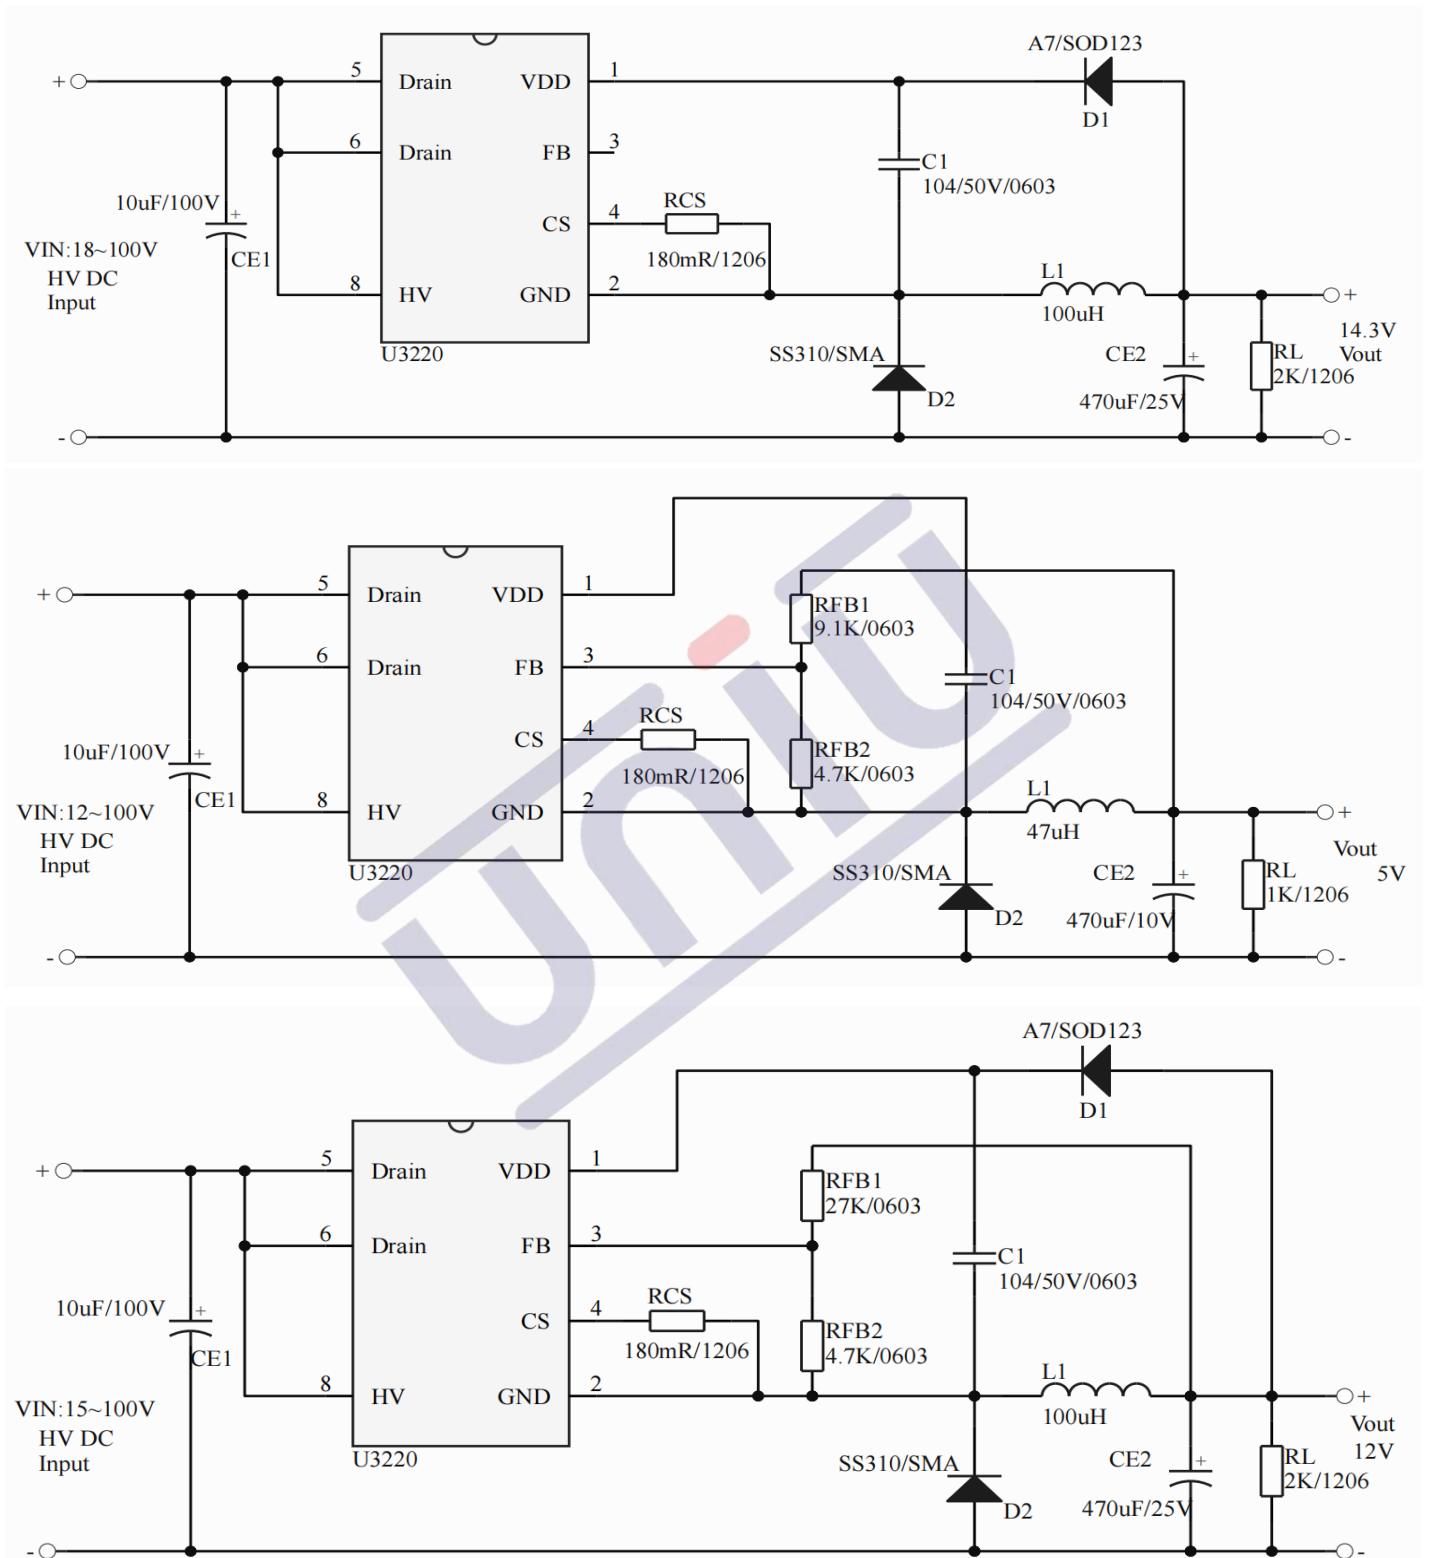 A7/SOD123
+
5
Drain
VDD
1
D1
6
Drain
FB
3
C1
104/50V/0603
10uF/100V
+
CE1
CS
4
RCS
180mR/1206
VIN:18~100V
HV DC
Input
8
HV
GND
2
L1
100uH
+
14.3V
Vout
U3220
SS310/SMA
D2
CE2
+
470uF/25V
RL
2K/1206
-
-
+
5
Drain
VDD
1
RFB1
9.1K/0603
6
Drain
FB
3
C1
104/50V/0603
10uF/100V
+
CE1
CS
4
RCS
180mR/1206
RFB2
4.7K/0603
VIN:12~100V
HV DC
Input
8
HV
GND
2
L1
47uH
+
Vout
5V
U3220
SS310/SMA
D2
CE2
+
470uF/10V
RL
1K/1206
-
-
uniU
A7/SOD123
D1
+
5
Drain
VDD
1
RFB1
27K/0603
6
Drain
FB
3
C1
104/50V/0603
10uF/100V
+
CE1
CS
4
RCS
180mR/1206
RFB2
4.7K/0603
VIN:15~100V
HV DC
Input
8
HV
GND
2
L1
100uH
+
Vout
12V
U3220
SS310/SMA
D2
CE2
+
470uF/25V
RL
2K/1206
-
-